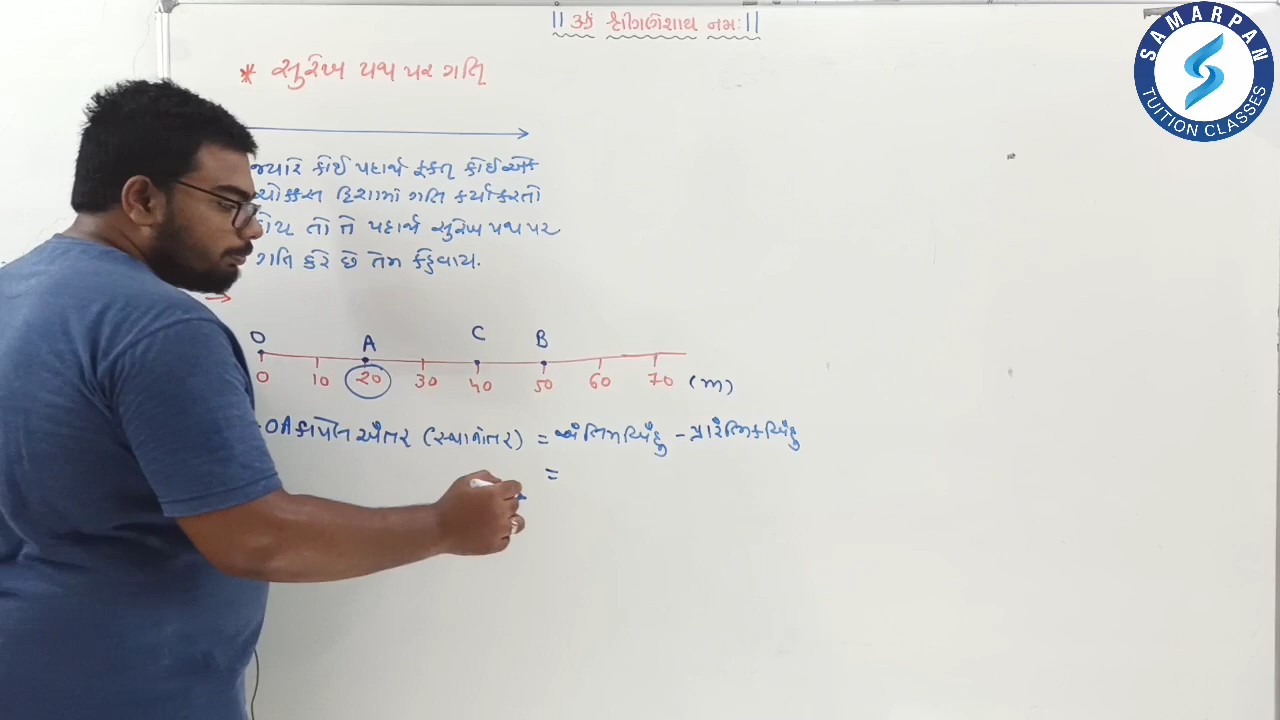 || ૐ શ્રી ગણેશાય નમઃ ||
SAMARPAN
TUITION CLASSES
* સુરેખ પથ પર ગતિ
જ્યારે કોઈ પદાર્થ ફક્ત કોઈ એક
ચોક્કસ દિશામાં ગતિ કર્યા કરતો
હોય તો તે પદાર્થ સુરેખ પથ પર
ગતિ કરે છે તેમ કહેવાય.
→
O A C B
0 10 20 30 40 50 60 70 (m)
OA કાપેલ અંતર (સ્થાનાંતર) = અંતિમ બિંદુ - પ્રારંભિક બિંદુ
=